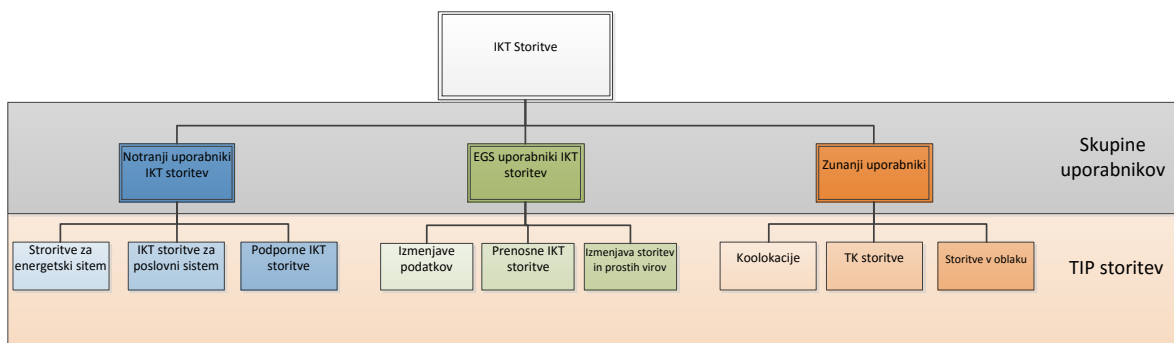 IKT Storitve
Skupine
uporabnikov
Notranji uporabniki
IKT storitev
EGS uporabniki IKT
storitev
Zunanji uporabniki
Stroritve za
energetski sitem
IKT storitve za
poslovni sistem
Podporne IKT
storitve
Izmenjave
podatkov
Prenosne IKT
storitve
Izmenjava storitev
in prostih virov
Koolokacije
TK storitve
Storitve v oblaku
TIP storitev